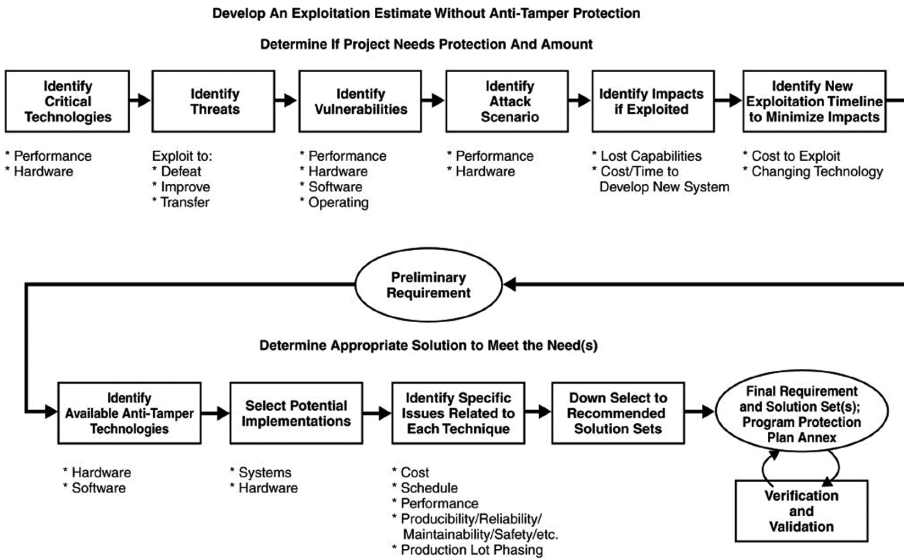 Develop An Exploitation Estimate Without Anti-Tamper Protection
Determine If Project Needs Protection And Amount
Identify
Critical
Technologies
* Performance
* Hardware
Identify
Threats
Exploit to:
* Defeat
* Improve
* Transfer
Identify
Vulnerabilities
* Performance
* Hardware
* Software
* Operating
Identify
Attack
Scenario
* Performance
* Hardware
Identify Impacts
if Exploited
* Lost Capabilities
* Cost/Time to
Develop New System
Identify New
Exploitation Timeline
to Minimize Impacts
* Cost to Exploit
* Changing Technology
Preliminary
Requirement
Determine Appropriate Solution to Meet the Need(s)
Identify
Available Anti-Tamper
Technologies
* Hardware
* Software
Select Potential
Implementations
* Systems
* Hardware
Identify Specific
Issues Related to
Each Technique
* Cost
* Schedule
* Performance
* Producibility/Reliability/
Maintainability/Safety/etc.
* Production Lot Phasing
Down Select to
Recommended
Solution Sets
Final Requirement
and Solution Set(s);
Program Protection
Plan Annex
Verification
and
Validation